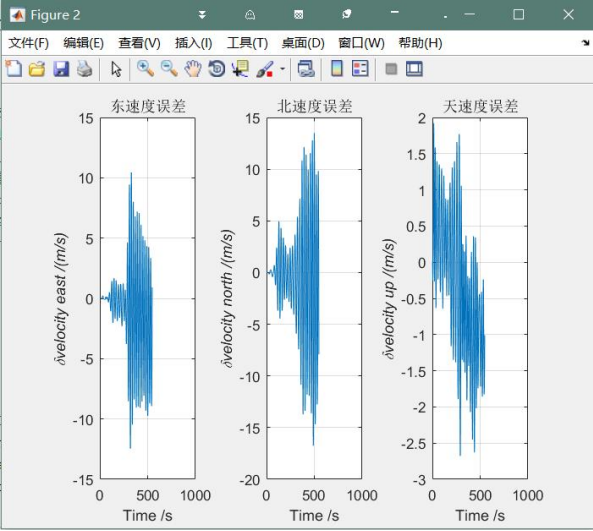 Figure 2
文件(F) 编辑(E) 查看(V) 插入(I) 工具(T) 桌面(D) 窗口(W) 帮助(H)
东速度误差
15
10
5
0
-5
-10
-15
δvelocity east /(m/s)
0 500 1000
Time /s
北速度误差
15
10
5
0
-5
-10
-15
-20
δvelocity north /(m/s)
0 500 1000
Time /s
天速度误差
2
1.5
1
0.5
0
-0.5
-1
-1.5
-2
-2.5
-3
δvelocity up /(m/s)
0 500 1000
Time /s